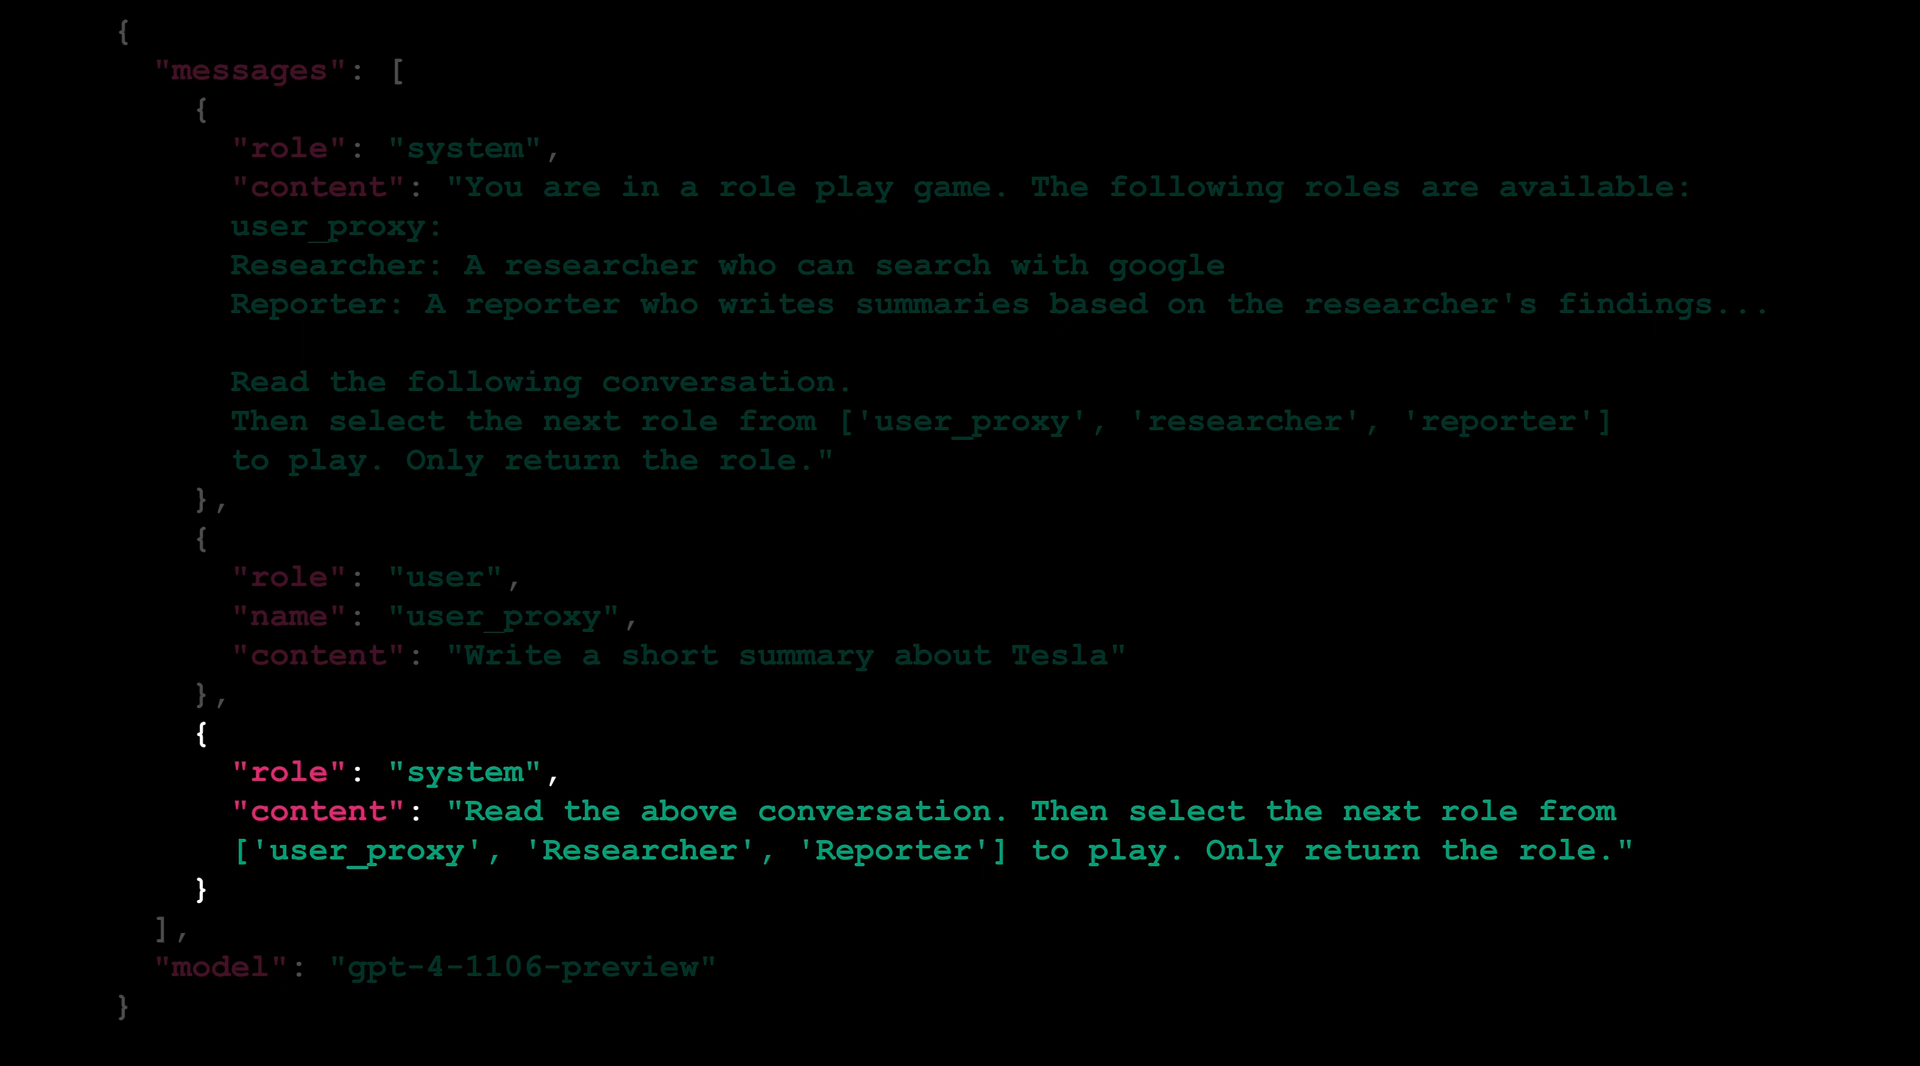 {
"messages": [
{
"role": "system",
"content": "You are in a role play game. The following roles are available:
user_proxy:
Researcher: A researcher who can search with google
Reporter: A reporter who writes summaries based on the researcher's findings...
Read the following conversation.
Then select the next role from ['user_proxy', 'researcher', 'reporter']
to play. Only return the role."
},
{
"role": "user",
"name": "user_proxy",
"content": "Write a short summary about Tesla"
},
{
"role": "system",
"content": "Read the above conversation. Then select the next role from
['user_proxy', 'Researcher', 'Reporter'] to play. Only return the role."
}
],
"model": "gpt-4-1106-preview"
}